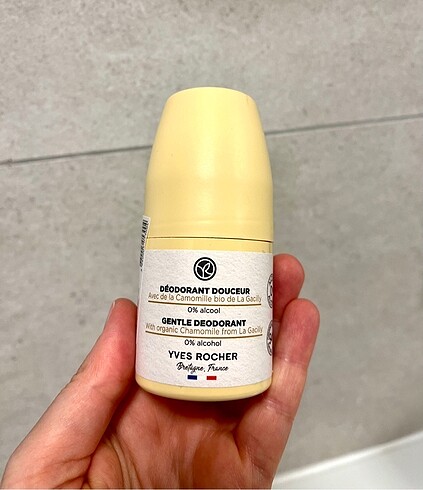 DÉODORANT DOUCEUR
Avec de la Camomille bio de La Gacilly
0% alcool
GENTLE DEODORANT
With organic Chamomile from La Gacilly
0% alcohol
YVES ROCHER
Bretagne, France